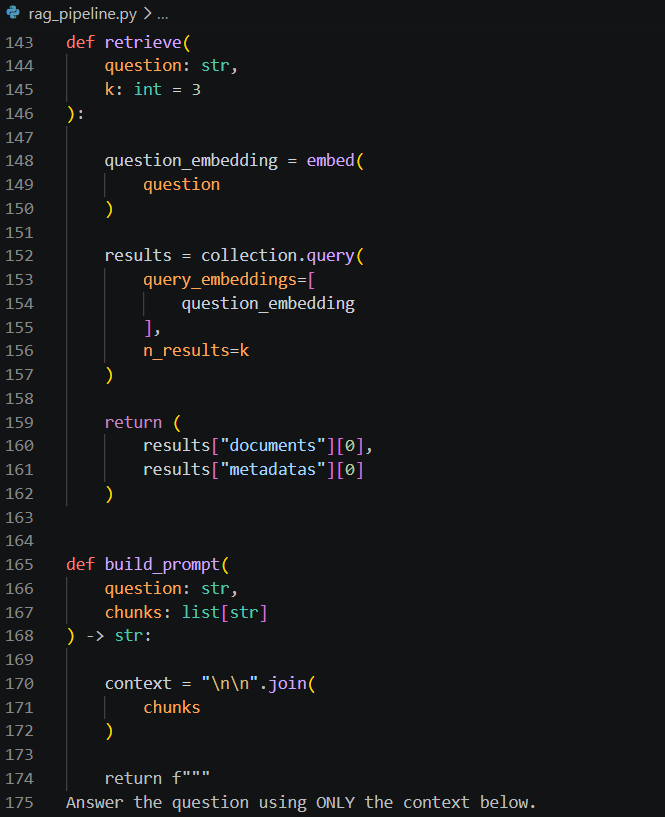 rag_pipeline.py > ...
143 def retrieve(
144     question: str,
145     k: int = 3
146 ):
147
148     question_embedding = embed(
149         question
150     )
151
152     results = collection.query(
153         query_embeddings=[
154             question_embedding
155         ],
156         n_results=k
157     )
158
159     return (
160         results["documents"][0],
161         results["metadatas"][0]
162     )
163
164
165 def build_prompt(
166     question: str,
167     chunks: list[str]
168 ) -> str:
169
170     context = "\n\n".join(
171         chunks
172     )
173
174     return f"""
175 Answer the question using ONLY the context below.